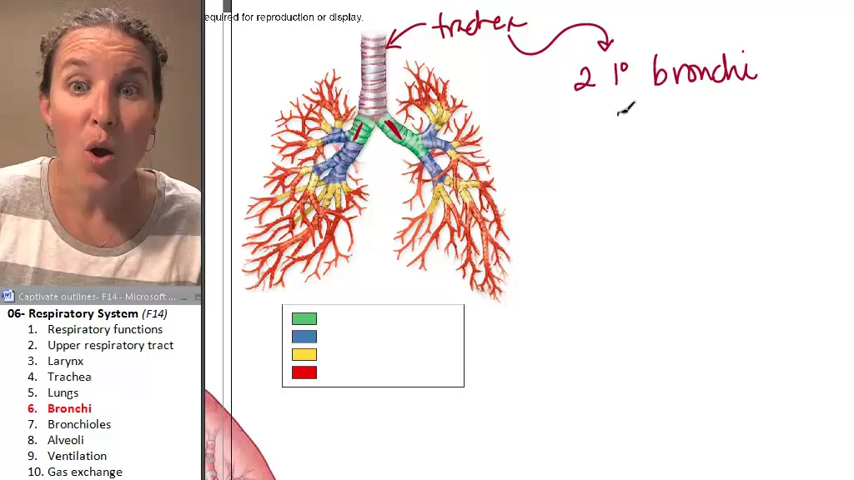 equired for reproduction or display.
trachea
2 1° bronchi
Captivate outlines- F14 - Microsoft ...
06- Respiratory System (F14)
1. Respiratory functions
2. Upper respiratory tract
3. Larynx
4. Trachea
5. Lungs
6. Bronchi
7. Bronchioles
8. Alveoli
9. Ventilation
10. Gas exchange